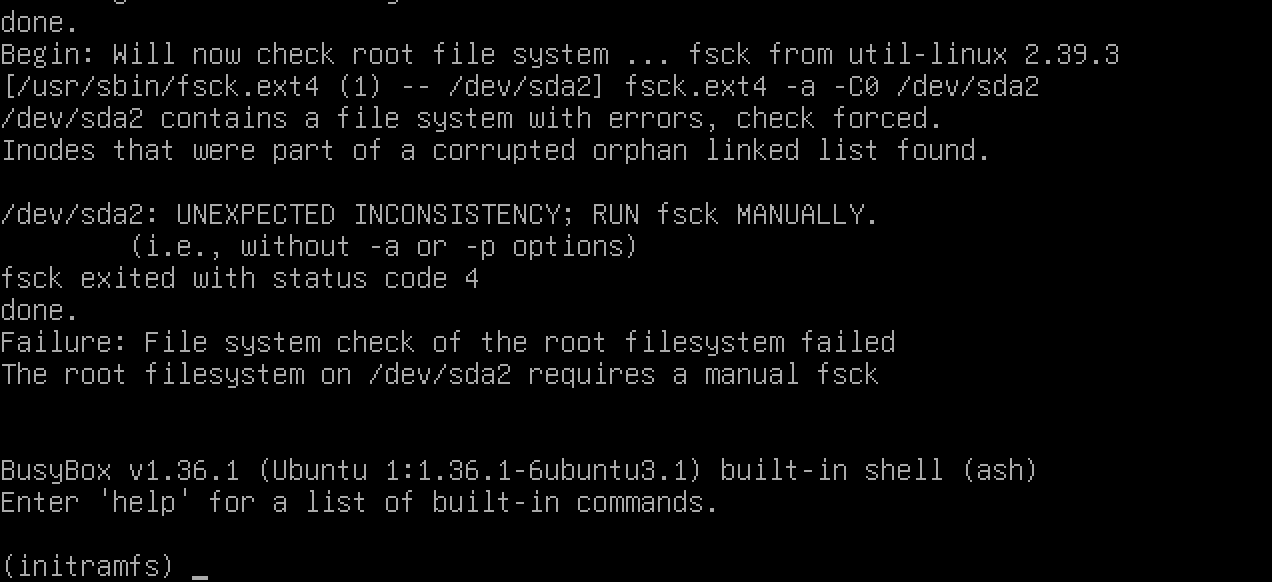 done.
Begin: Will now check root file system ... fsck from util-linux 2.39.3
[/usr/sbin/fsck.ext4 (1) -- /dev/sda2] fsck.ext4 -a -C0 /dev/sda2
/dev/sda2 contains a file system with errors, check forced.
Inodes that were part of a corrupted orphan linked list found.

/dev/sda2: UNEXPECTED INCONSISTENCY; RUN fsck MANUALLY.
        (i.e., without -a or -p options)
fsck exited with status code 4
done.
Failure: File system check of the root filesystem failed
The root filesystem on /dev/sda2 requires a manual fsck


BusyBox v1.36.1 (Ubuntu 1:1.36.1-6ubuntu3.1) built-in shell (ash)
Enter 'help' for a list of built-in commands.

(initramfs) _